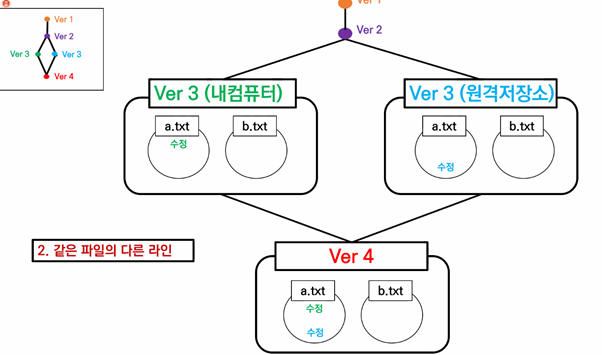 Ver 1
Ver 2
Ver 3
Ver 3
Ver 4
Ver 1
Ver 2
Ver 3 (내컴퓨터)
Ver 3 (원격저장소)
a.txt
b.txt
수정
a.txt
b.txt
수정
2. 같은 파일의 다른 라인
Ver 4
a.txt
b.txt
수정
수정